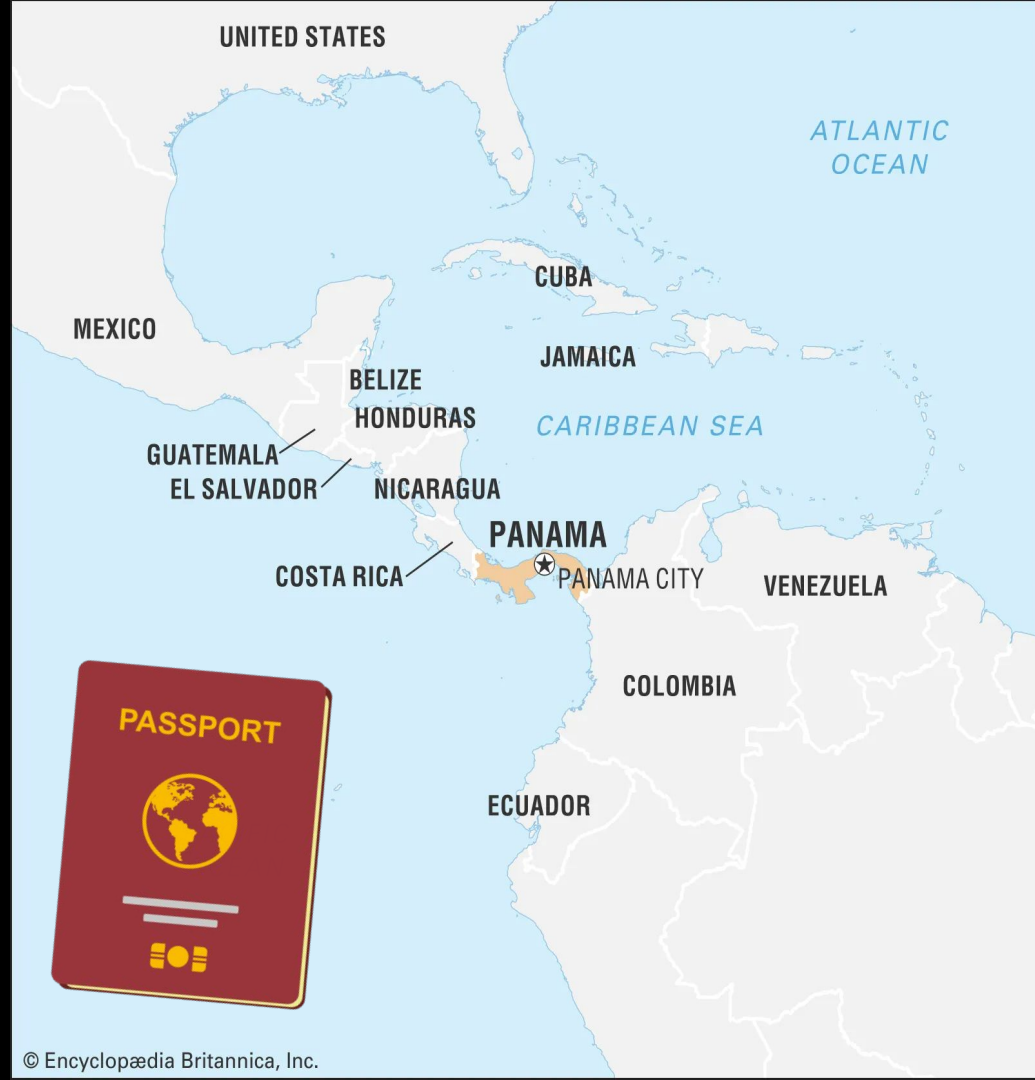 UNITED STATES
ATLANTIC
OCEAN
CUBA
MEXICO
JAMAICA
BELIZE
HONDURAS
CARIBBEAN SEA
GUATEMALA
EL SALVADOR
NICARAGUA
PANAMA
COSTA RICA
PANAMA CITY
VENEZUELA
COLOMBIA
PASSPORT
ECUADOR
© Encyclopædia Britannica, Inc.